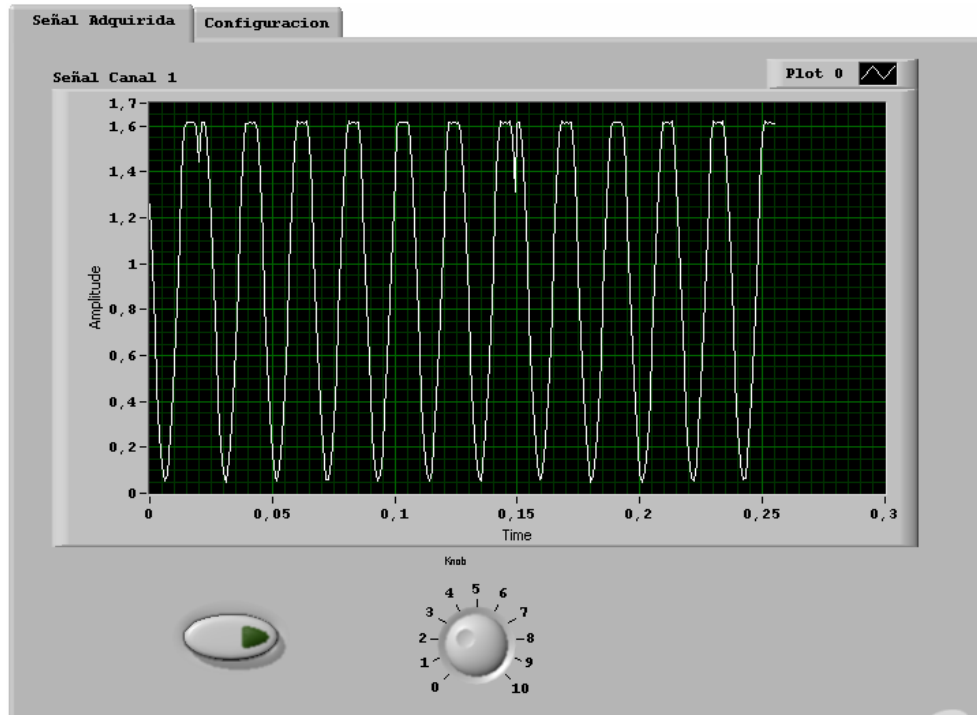 Señal Adquirida
Configuracion
Señal Canal 1
Plot 0
1,7
1,6
1,4
1,2
1
0,8
0,6
0,4
0,2
0
Amplitude
0 0,05 0,1 0,15 0,2 0,25 0,3
Time
Knob
0 1 2 3 4 5 6 7 8 9 10